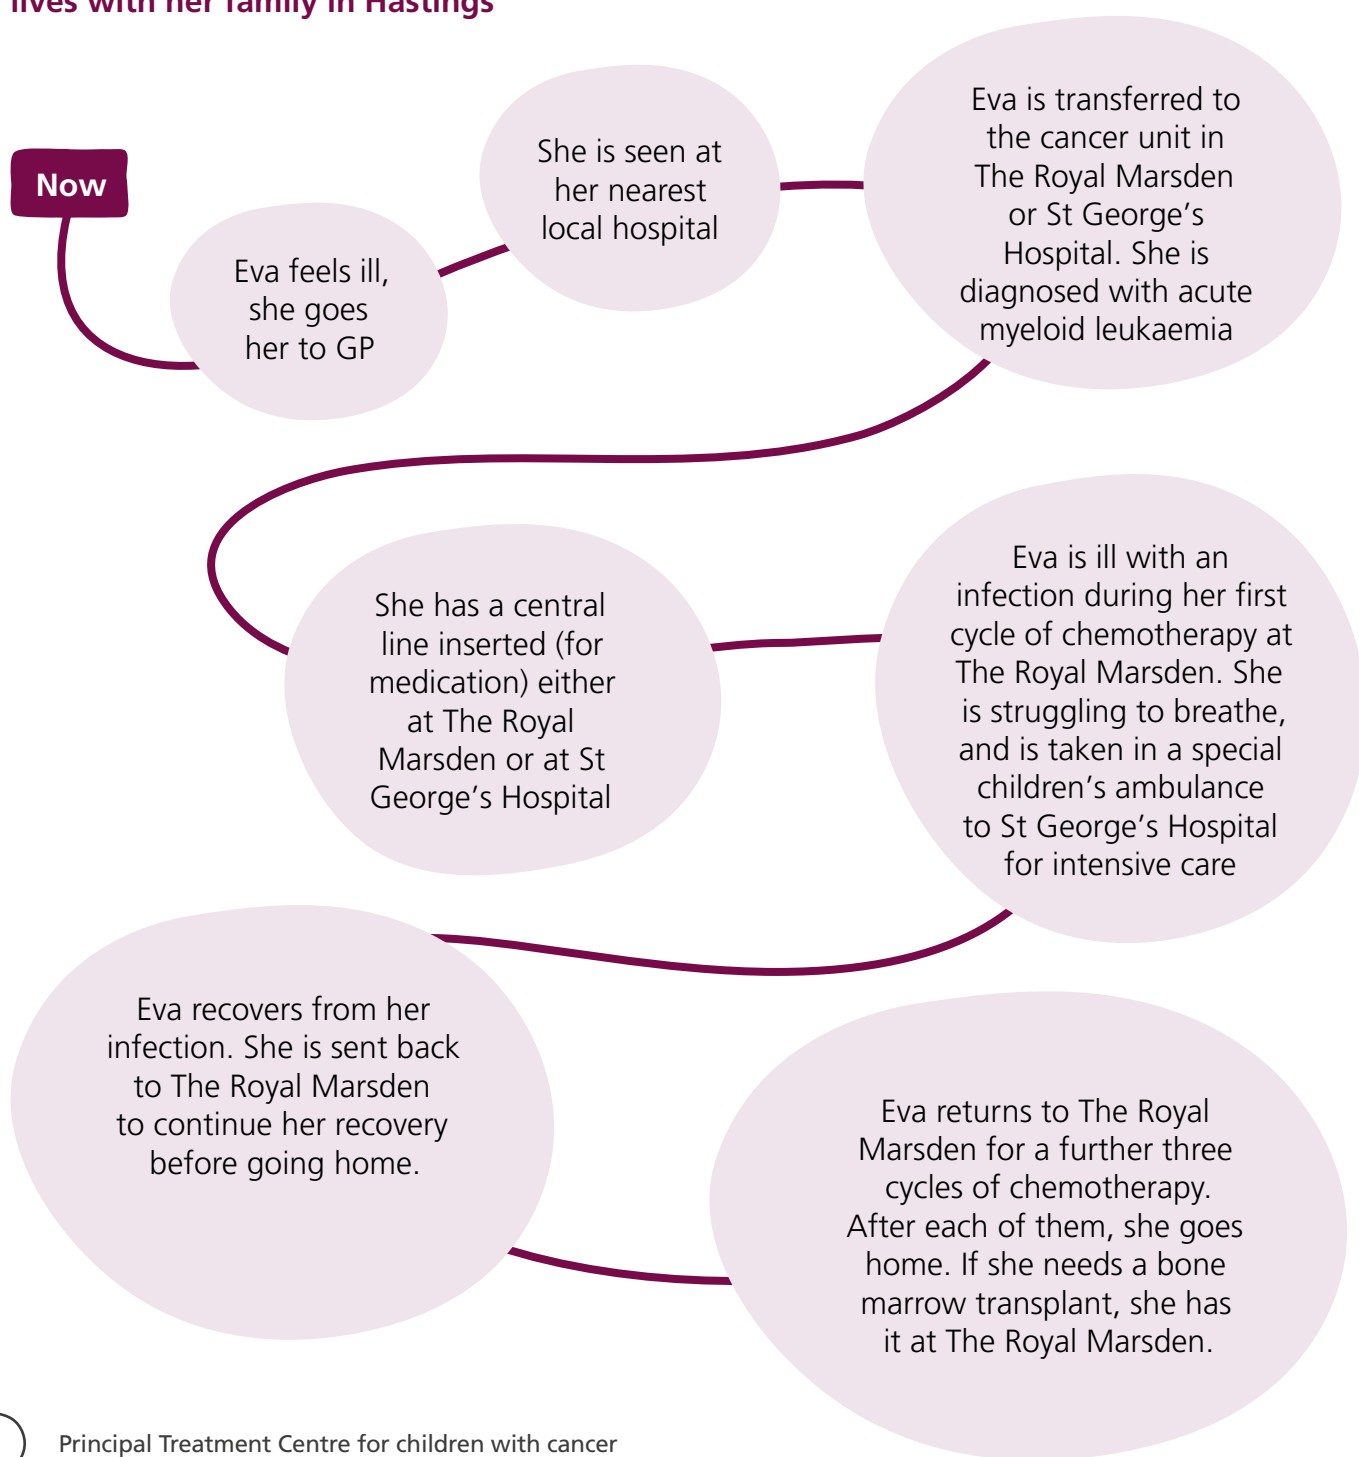 lives with her family in Hastings
Now
Eva feels ill,
she goes
her to GP
She is seen at
her nearest
local hospital
Eva is transferred to
the cancer unit in
The Royal Marsden
or St George’s
Hospital. She is
diagnosed with acute
myeloid leukaemia
She has a central
line inserted (for
medication) either
at The Royal
Marsden or at St
George’s Hospital
Eva is ill with an
infection during her first
cycle of chemotherapy at
The Royal Marsden. She
is struggling to breathe,
and is taken in a special
children’s ambulance
to St George’s Hospital
for intensive care
Eva recovers from her
infection. She is sent back
to The Royal Marsden
to continue her recovery
before going home.
Eva returns to The Royal
Marsden for a further three
cycles of chemotherapy.
After each of them, she goes
home. If she needs a bone
marrow transplant, she has
it at The Royal Marsden.
Principal Treatment Centre for children with cancer